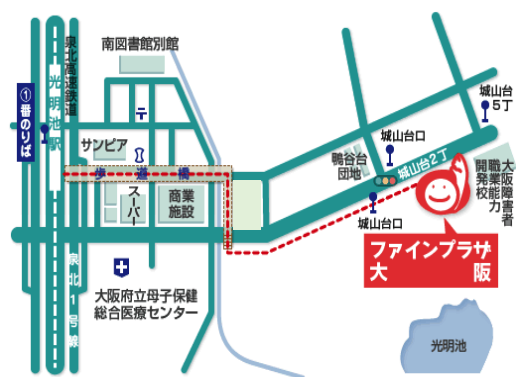 南図書館別館
泉北高速鉄道
光明池駅
①番のりば
〒
サンピア
歩道橋
スーパー
商業
施設
大阪府立母子保健
総合医療センター
泉北1号線
鴨谷台
団地
城山台口
城山台2丁
城山台口
城山台
5丁
大阪障害者
職業能力
開発校
ファインプラザ
大阪
光明池